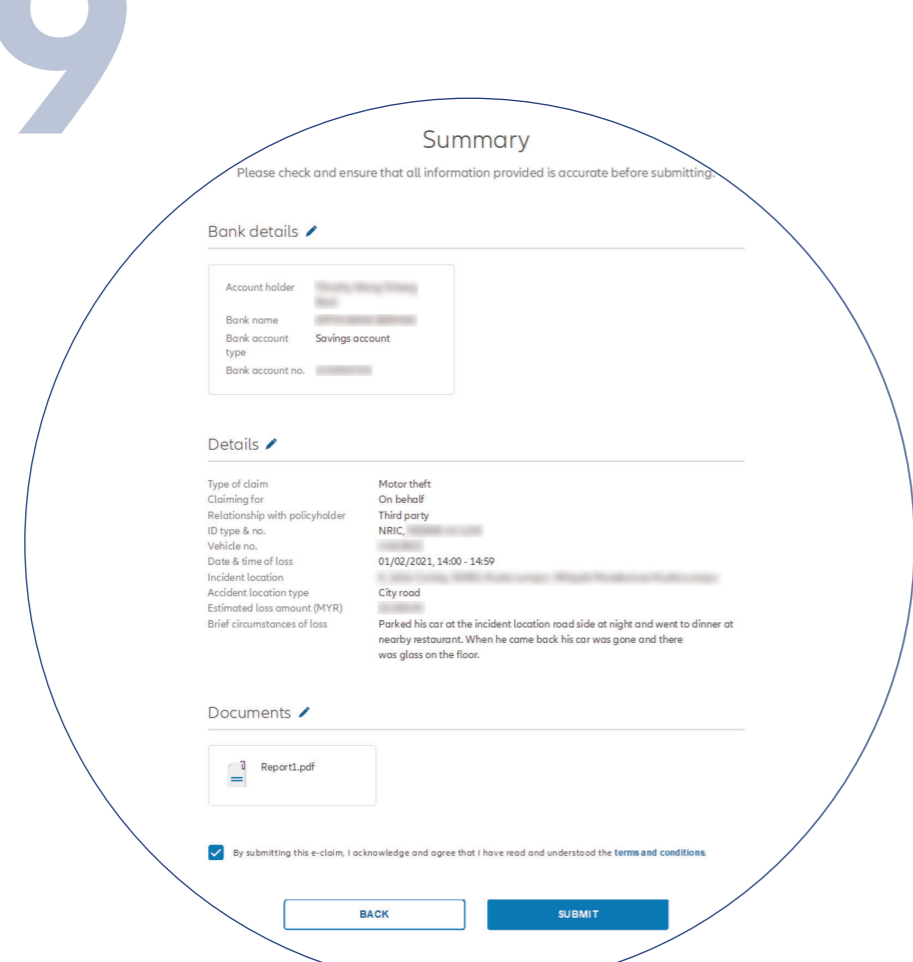 9
Summary
Please check and ensure that all information provided is accurate before submitting.
Bank details
Account holder
Bank name
Bank account type Savings account
Bank account no.
Details
Type of claim Motor theft
Claiming for On behalf
Relationship with policyholder Third party
ID type & no. NRIC,
Vehicle no.
Date & time of loss 01/02/2021, 14:00 - 14:59
Incident location
Accident location type City road
Estimated loss amount (MYR)
Brief circumstances of loss Parked his car at the incident location road side at night and went to dinner at
nearby restaurant. When he came back his car was gone and there
was glass on the floor.
Documents
Report1.pdf
By submitting this e-claim, I acknowledge and agree that I have read and understood the terms and conditions.
BACK SUBMIT